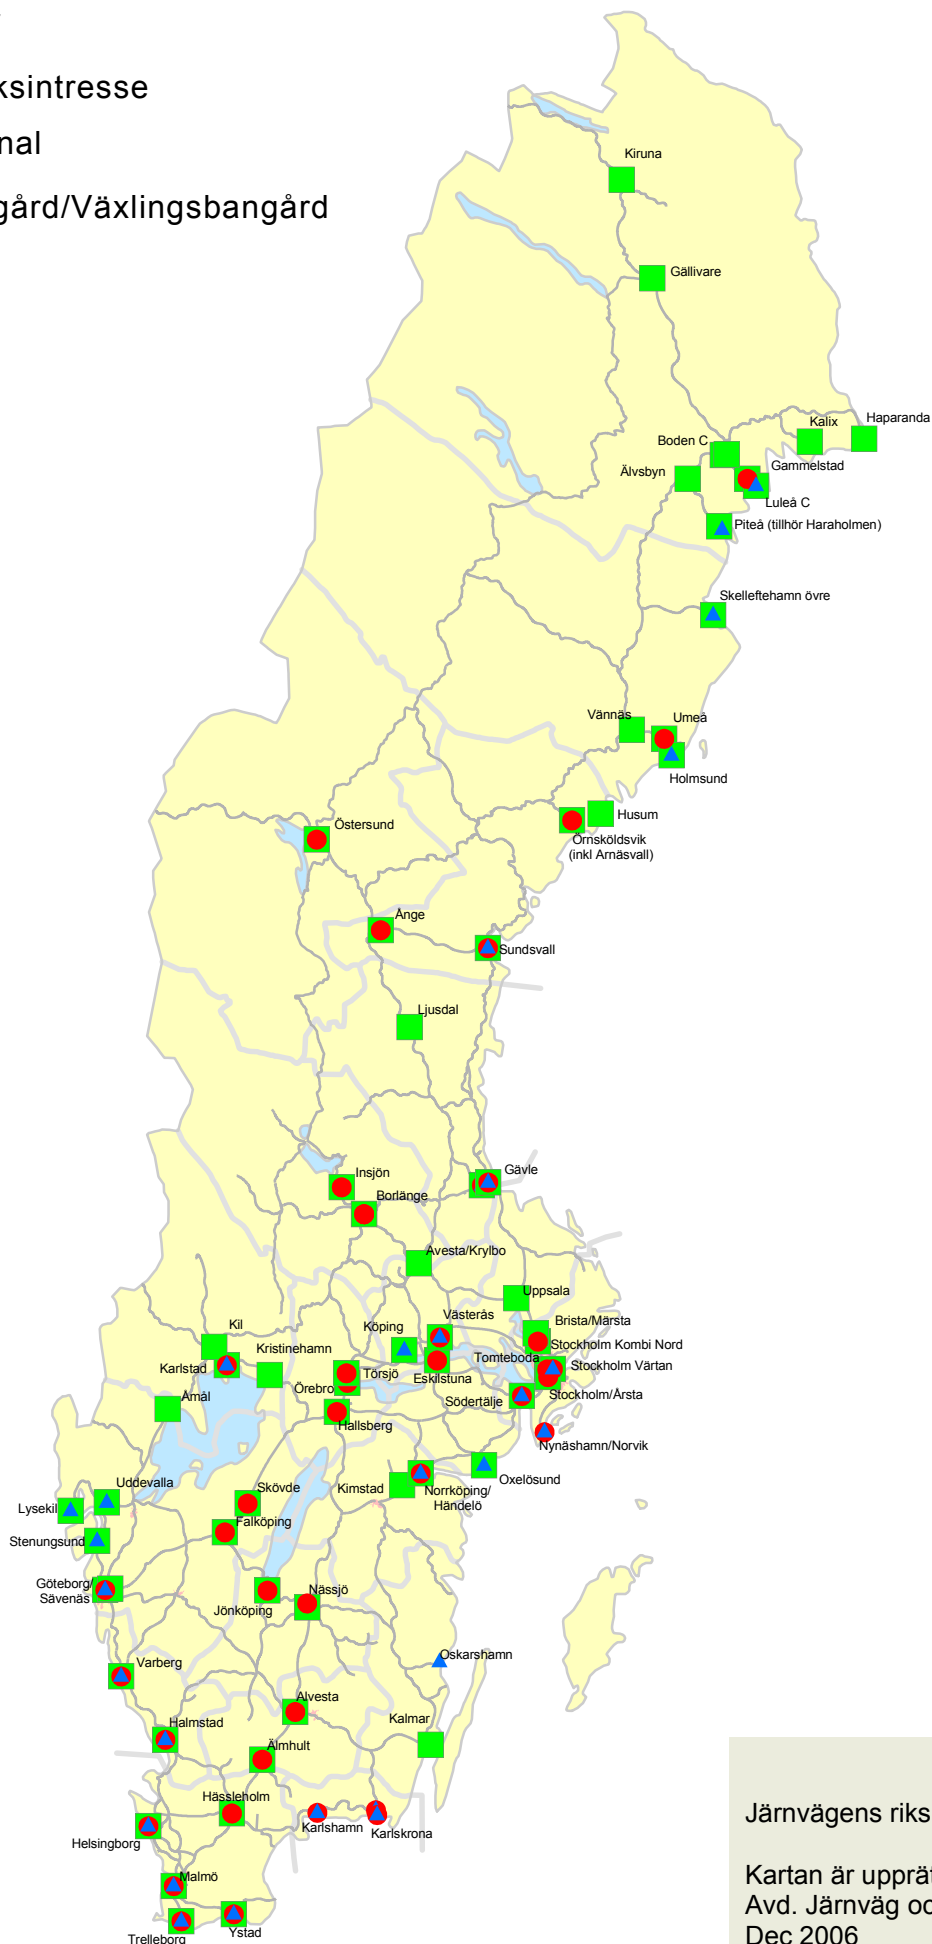 ksintresse
nal
gård/Växlingsbangård
Kiruna
Gällivare
Haparanda
Kalix
Boden C
Gammelstad
Älvsbyn
Luleå C
Piteå (tillhör Haraholmen)
Skelleftehamn övre
Vännäs
Umeå
Holmsund
Husum
Östersund
Örnsköldsvik
(inkl Arnäsvall)
Ånge
Sundsvall
Ljusdal
Insjön
Gävle
Borlänge
Avesta/Krylbo
Uppsala
Kil
Köping
Västerås
Brista/Märsta
Kristinehamn
Stockholm Kombi Nord
Karlstad
Törsjö
Tomteboda
Stockholm Värtan
Eskilstuna
Örebro
Åmål
Södertälje
Stockholm/Årsta
Hallsberg
Nynäshamn/Norvik
Uddevalla
Skövde
Kimstad
Oxelösund
Norrköping/
Händelö
Lysekil
Falköping
Stenungsund
Göteborg/
Sävenäs
Jönköping
Nässjö
Oskarshamn
Varberg
Alvesta
Kalmar
Halmstad
Älmhult
Hässleholm
Karlshamn
Karlskrona
Helsingborg
Malmö
Trelleborg
Ystad
Järnvägens riks
Kartan är upprät
Avd. Järnväg oc
Dec 2006